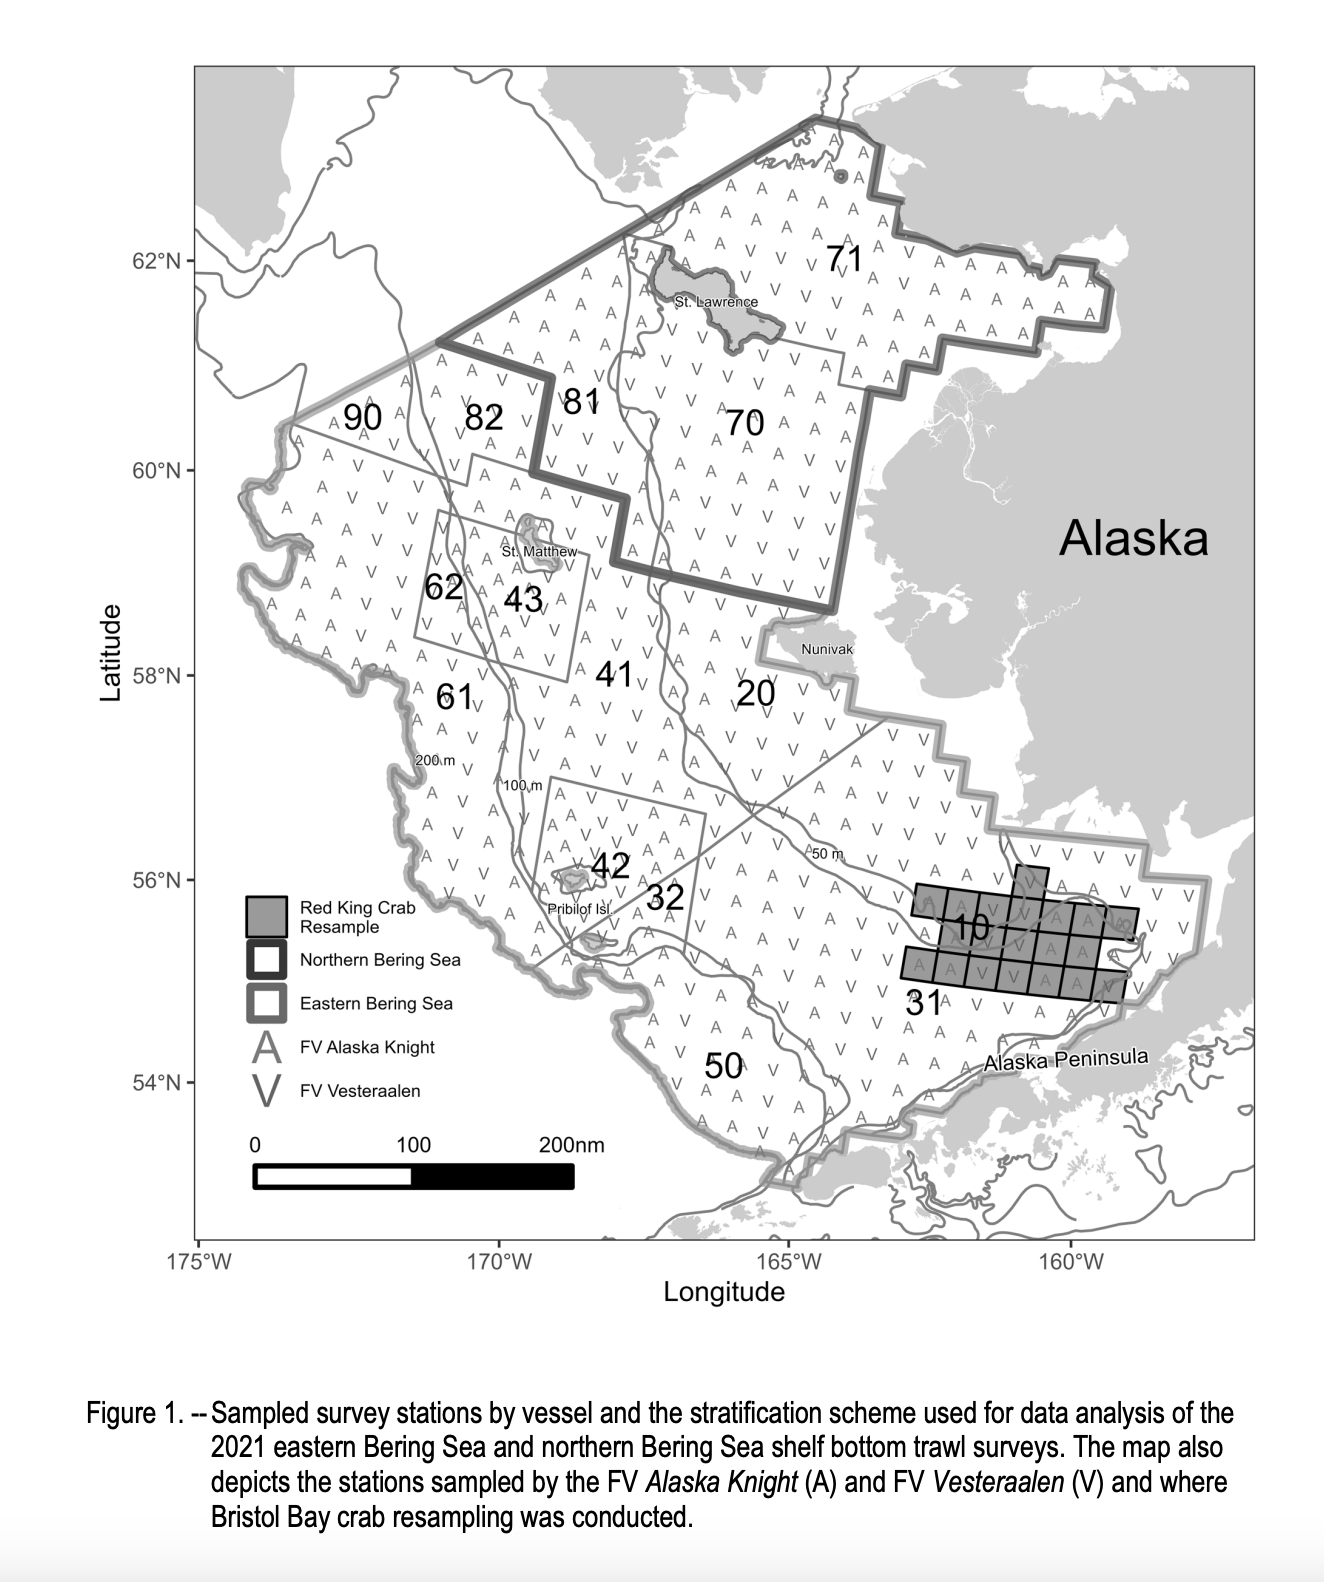 71
62°N
St. Lawrence
81
90
82
70
60°N
Alaska
St. Matthew
62
43
Nunivak
41
58°N
20
61
200 m
100 m
50 m
42
56°N
32
Pribilof Isl.
10
31
Red King Crab
Resample
Northern Bering Sea
Eastern Bering Sea
A FV Alaska Knight
V FV Vesteraalen
50
Alaska Peninsula
54°N
0 100 200nm
Latitude
175°W 170°W 165°W 160°W
Longitude
Figure 1. -- Sampled survey stations by vessel and the stratification scheme used for data analysis of the
2021 eastern Bering Sea and northern Bering Sea shelf bottom trawl surveys. The map also
depicts the stations sampled by the FV Alaska Knight (A) and FV Vesteraalen (V) and where
Bristol Bay crab resampling was conducted.